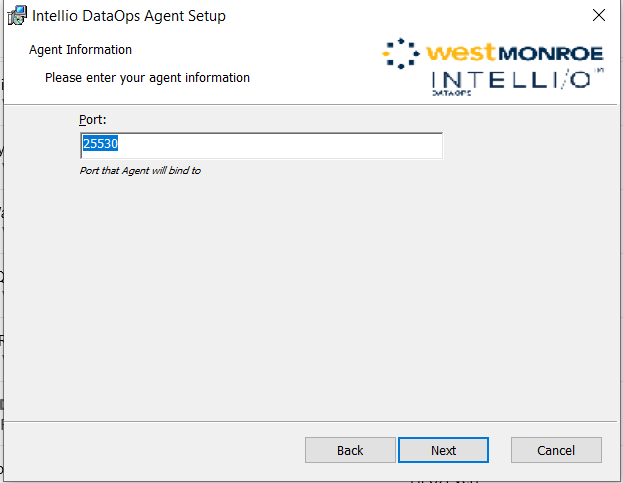 Intellio DataOps Agent Setup
Agent Information
Please enter your agent information
westMONROE
INTELLI/O™
DATAOPS
Port:
25530
Port that Agent will bind to
Back
Next
Cancel